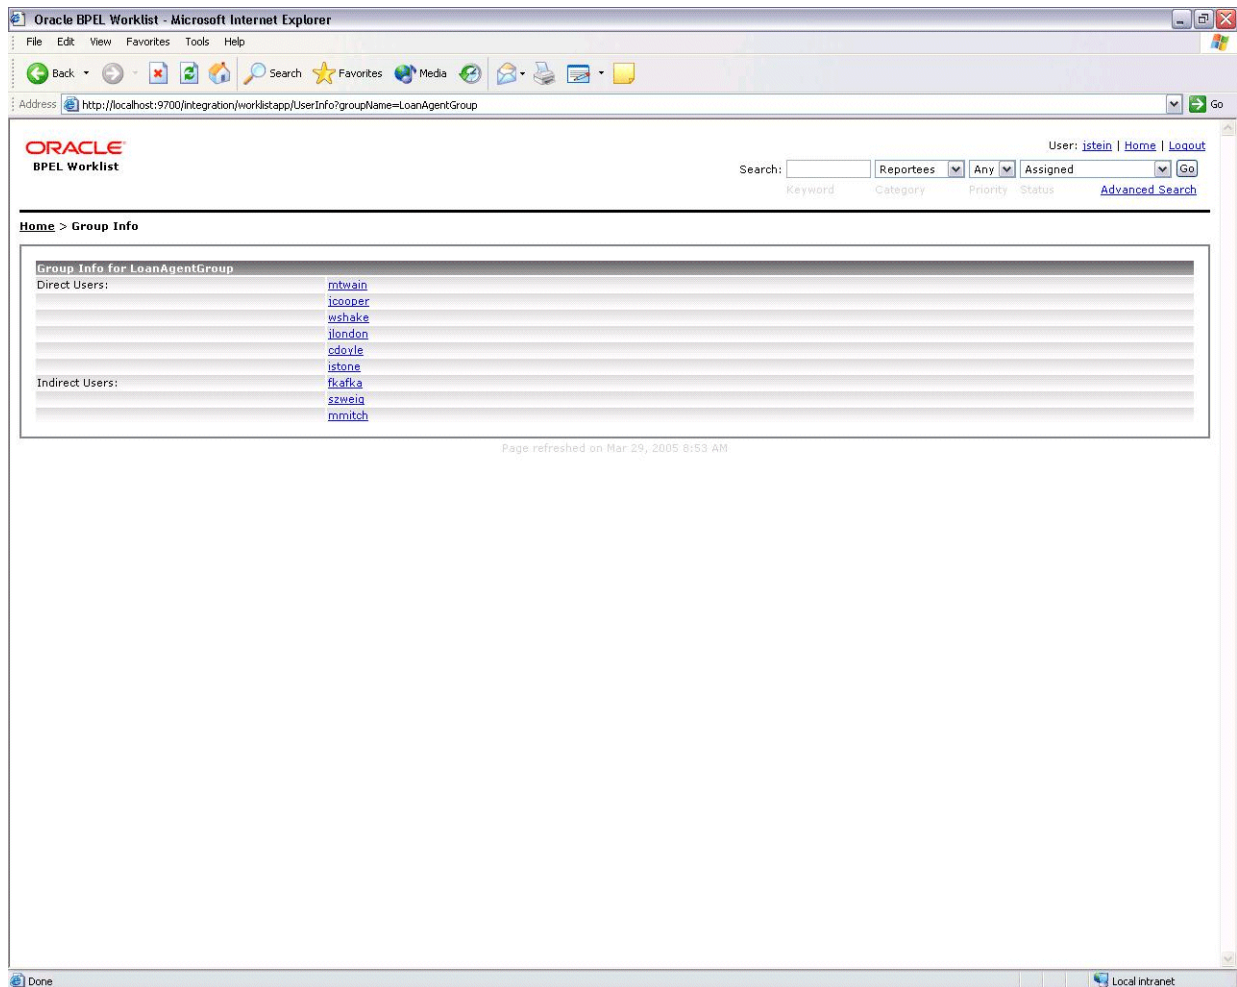 Oracle BPEL Worklist - Microsoft Internet Explorer
File Edit View Favorites Tools Help
Back Search Favorites Media
Address http://localhost:9700/integration/worklistapp/UserInfo?groupName=LoanAgentGroup Go
ORACLE
BPEL Worklist
User: jstein | Home | Logout
Search: Reportees Any Assigned Go
Keyword Category Priority Status Advanced Search
Home > Group Info
Group Info for LoanAgentGroup
Direct Users: mtwain
jcooper
wshake
jlondon
cdoyle
istone
Indirect Users: fkafka
szweig
mmitch
Page refreshed on Mar 29, 2005 8:53 AM
Done Local intranet